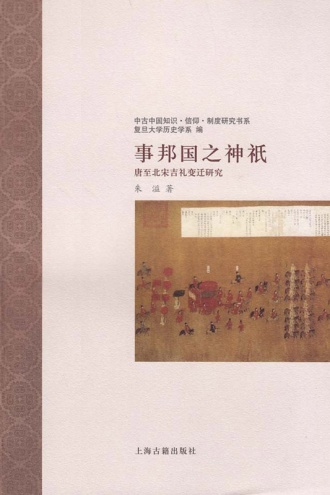 中古中国知识·信仰·制度研究书系
复旦大学历史学系 编
事邦国之神祇
唐至北宋吉礼变迁研究
朱 溢 著
上海古籍出版社